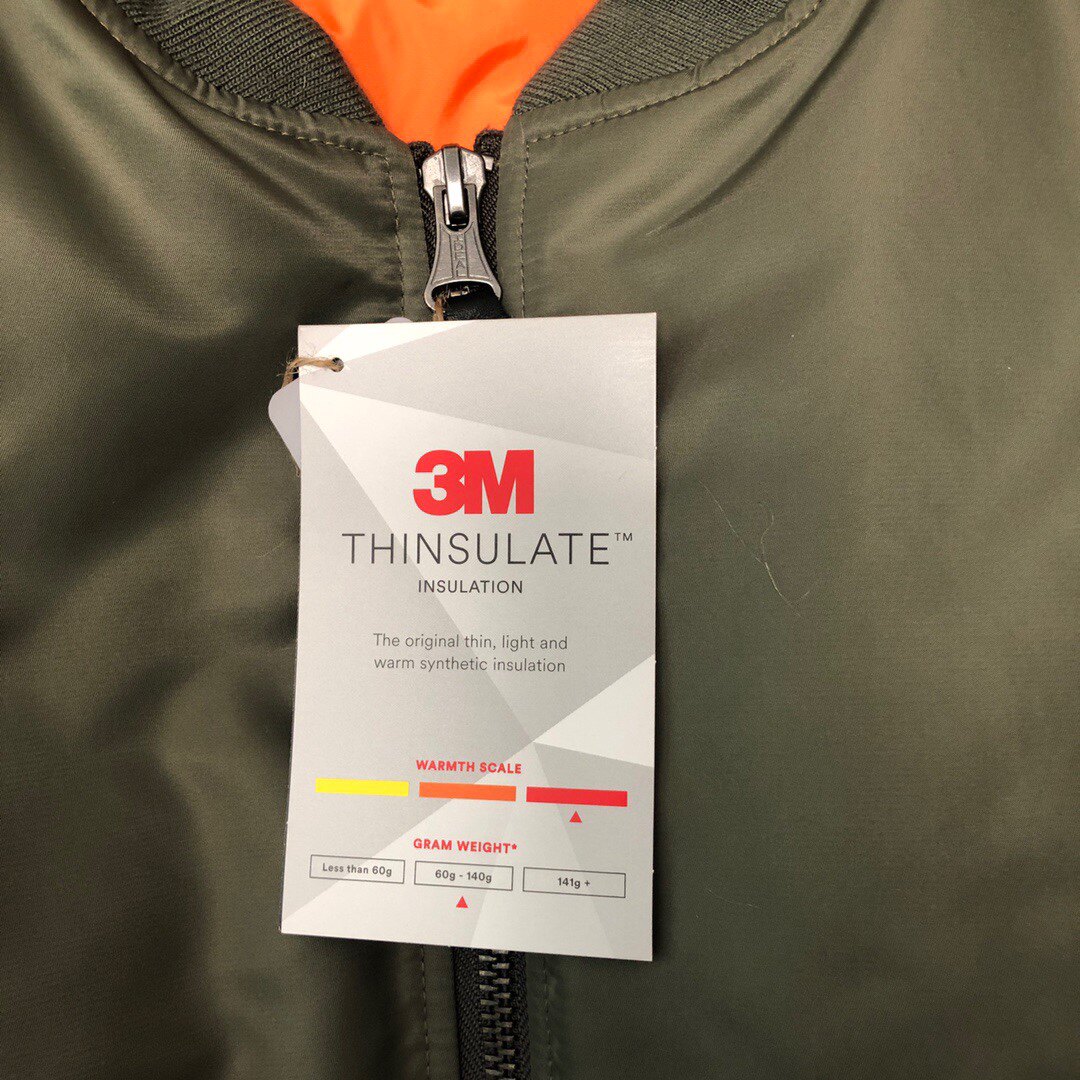 IDEAL
3M
THINSULATE™
INSULATION
The original thin, light and
warm synthetic insulation
WARMTH SCALE
GRAM WEIGHT*
Less than 60g
60g - 140g
141g +